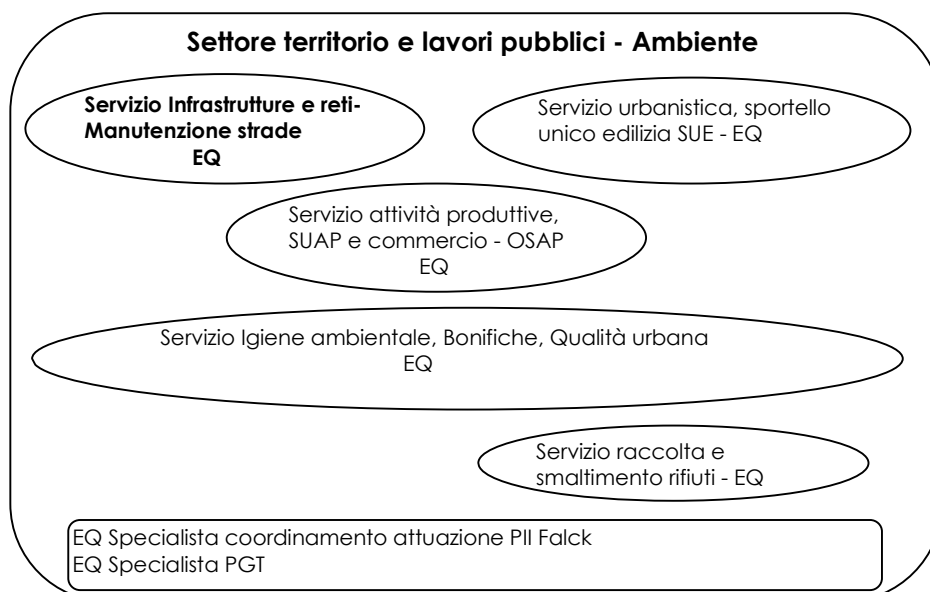 Settore territorio e lavori pubblici - Ambiente
Servizio Infrastrutture e reti-
Manutenzione strade
EQ
Servizio urbanistica, sportello
unico edilizia SUE - EQ
Servizio attività produttive,
SUAP e commercio - OSAP
EQ
Servizio Igiene ambientale, Bonifiche, Qualità urbana
EQ
Servizio raccolta e
smaltimento rifiuti - EQ
EQ Specialista coordinamento attuazione PII Falck
EQ Specialista PGT